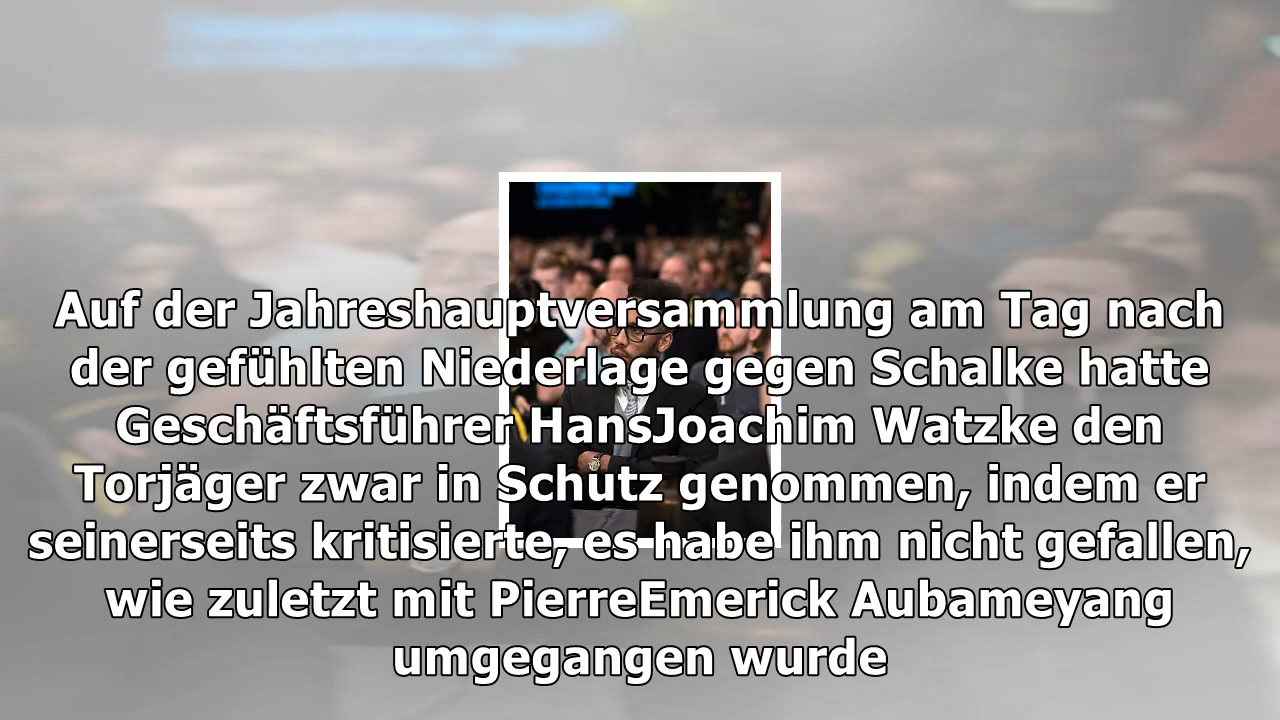 Auf der Jahreshauptversammlung am Tag nach
der gefühlten Niederlage gegen Schalke hatte
Geschäftsführer HansJoachim Watzke den
Torjäger zwar in Schutz genommen, indem er
seinerseits kritisierte, es habe ihm nicht gefallen,
wie zuletzt mit PierreEmerick Aubameyang
umgegangen wurde